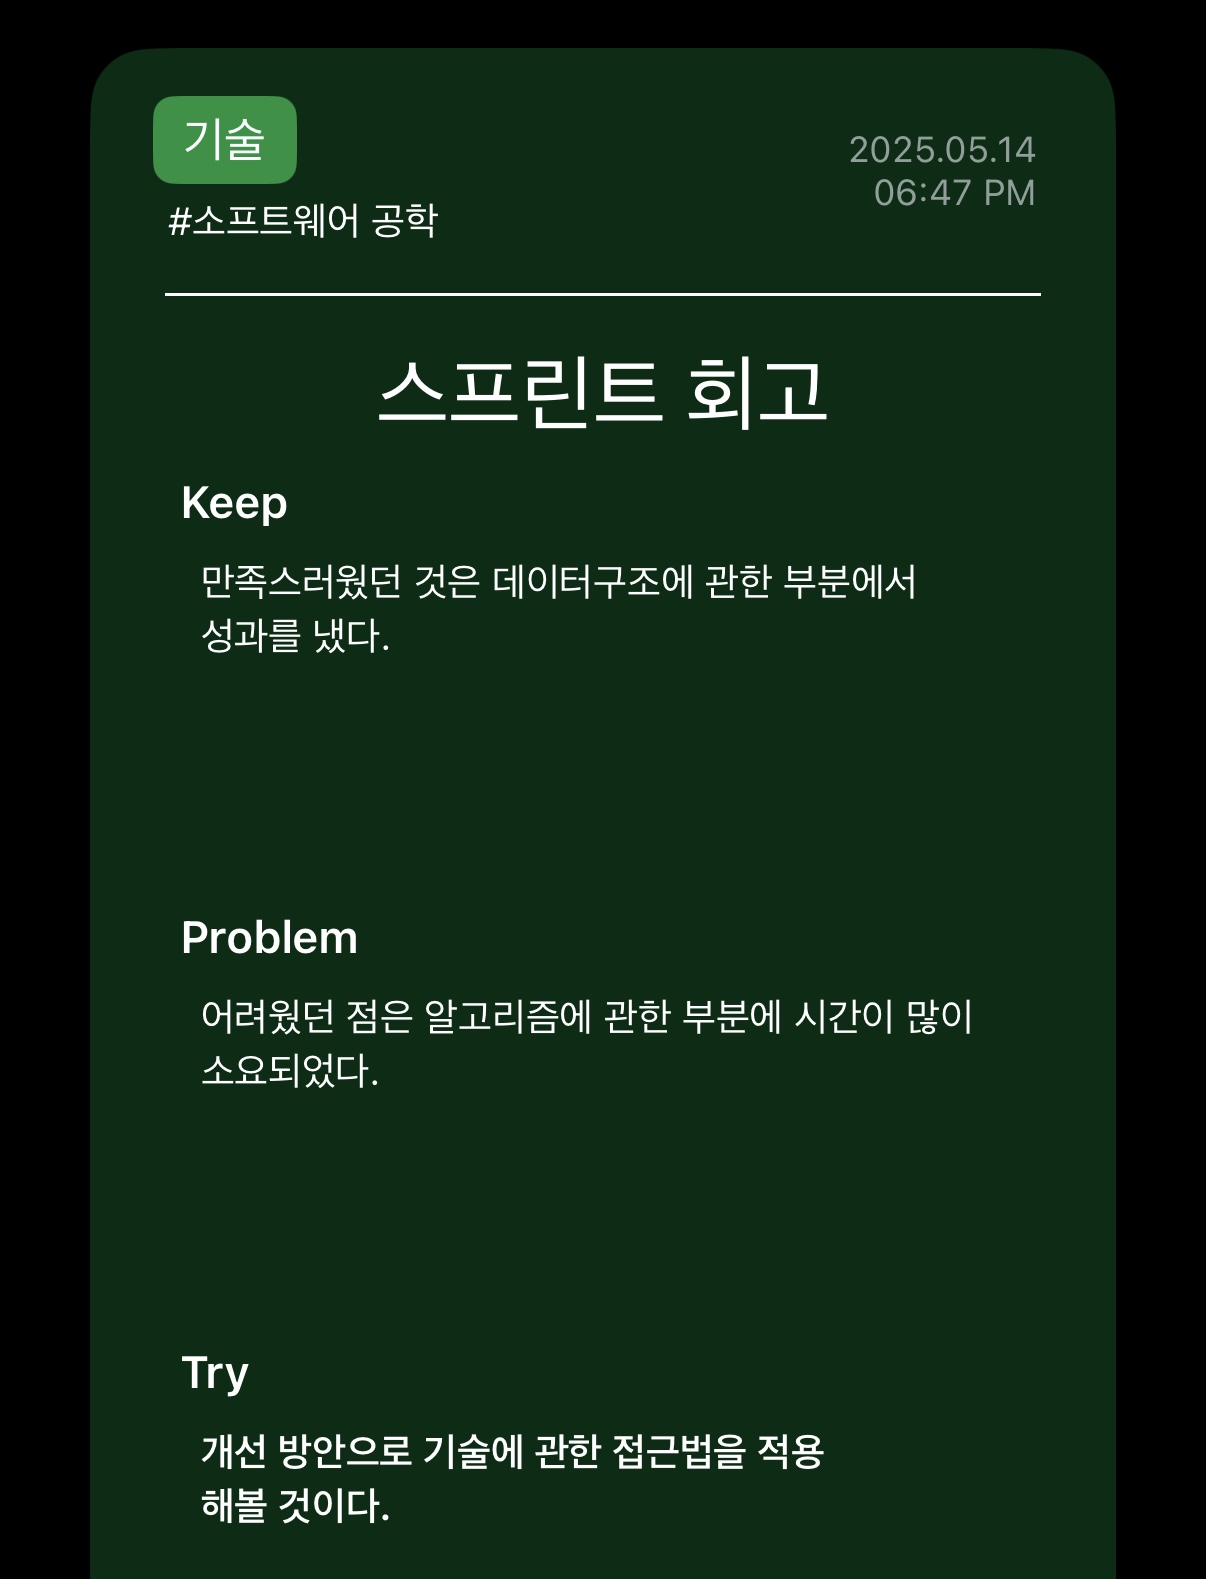 기술
2025.05.14
06:47 PM
#소프트웨어 공학
스프린트 회고
Keep
만족스러웠던 것은 데이터구조에 관한 부분에서
성과를 냈다.
Problem
어려웠던 점은 알고리즘에 관한 부분에 시간이 많이
소요되었다.
Try
개선 방안으로 기술에 관한 접근법을 적용
해볼 것이다.